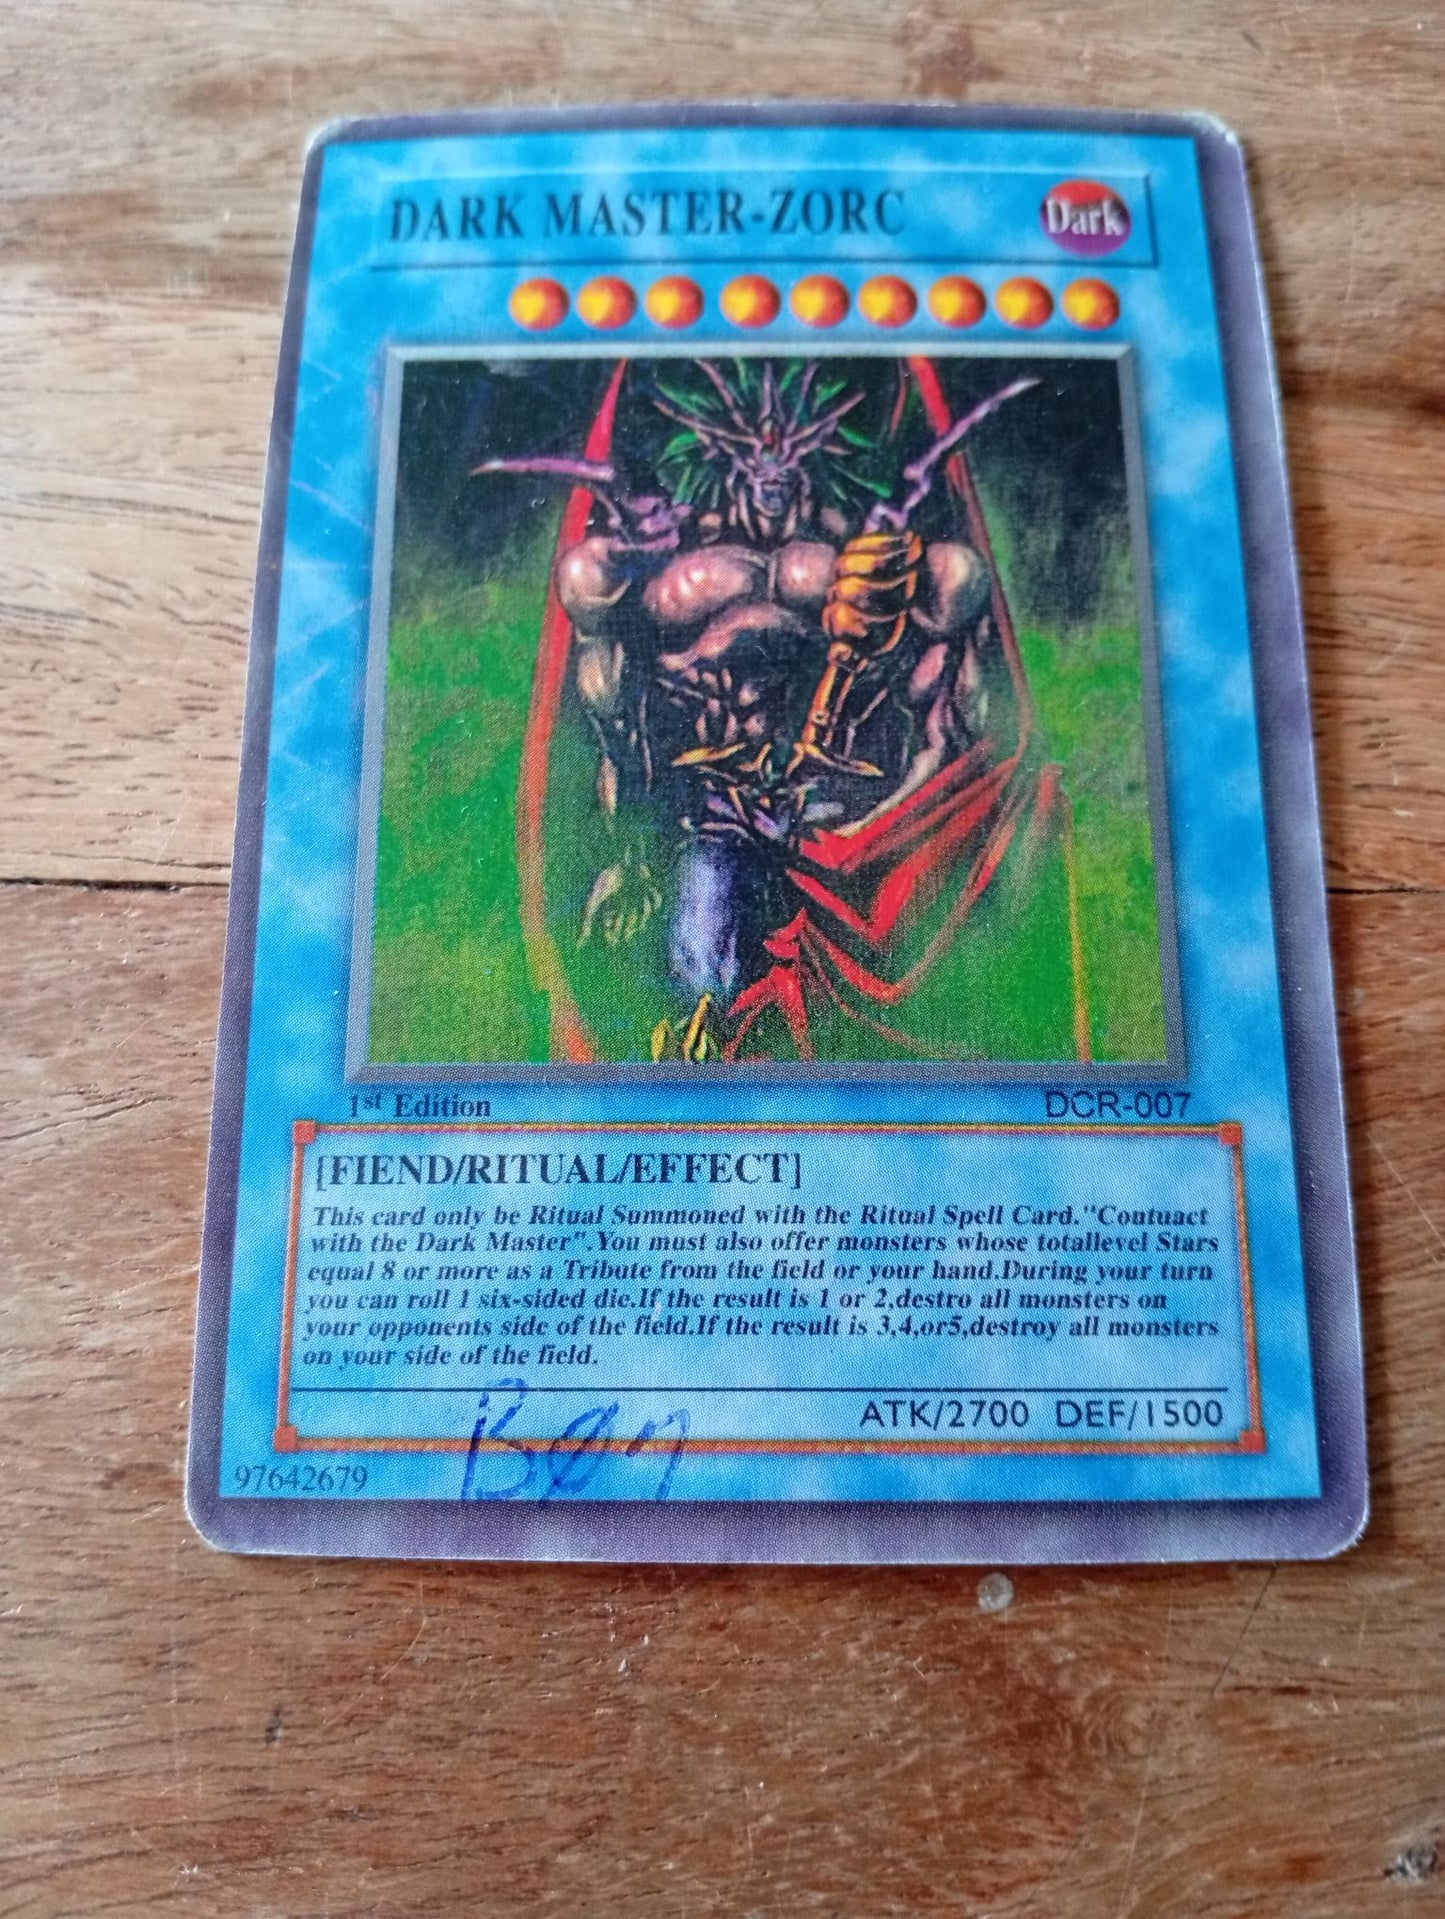 DARK MASTER-ZORC
Dark
1st Edition
DCR-007
[FIEND/RITUAL/EFFECT]
This card only be Ritual Summoned with the Ritual Spell Card."Contuact
with the Dark Master".You must also offer monsters whose totallevel Stars
equal 8 or more as a Tribute from the field or your hand.During your turn
you can roll 1 six-sided die.If the result is 1 or 2,destro all monsters on
your opponents side of the field.If the result is 3,4,or5,destroy all monsters
on your side of the field.
ATK/2700 DEF/1500
97642679